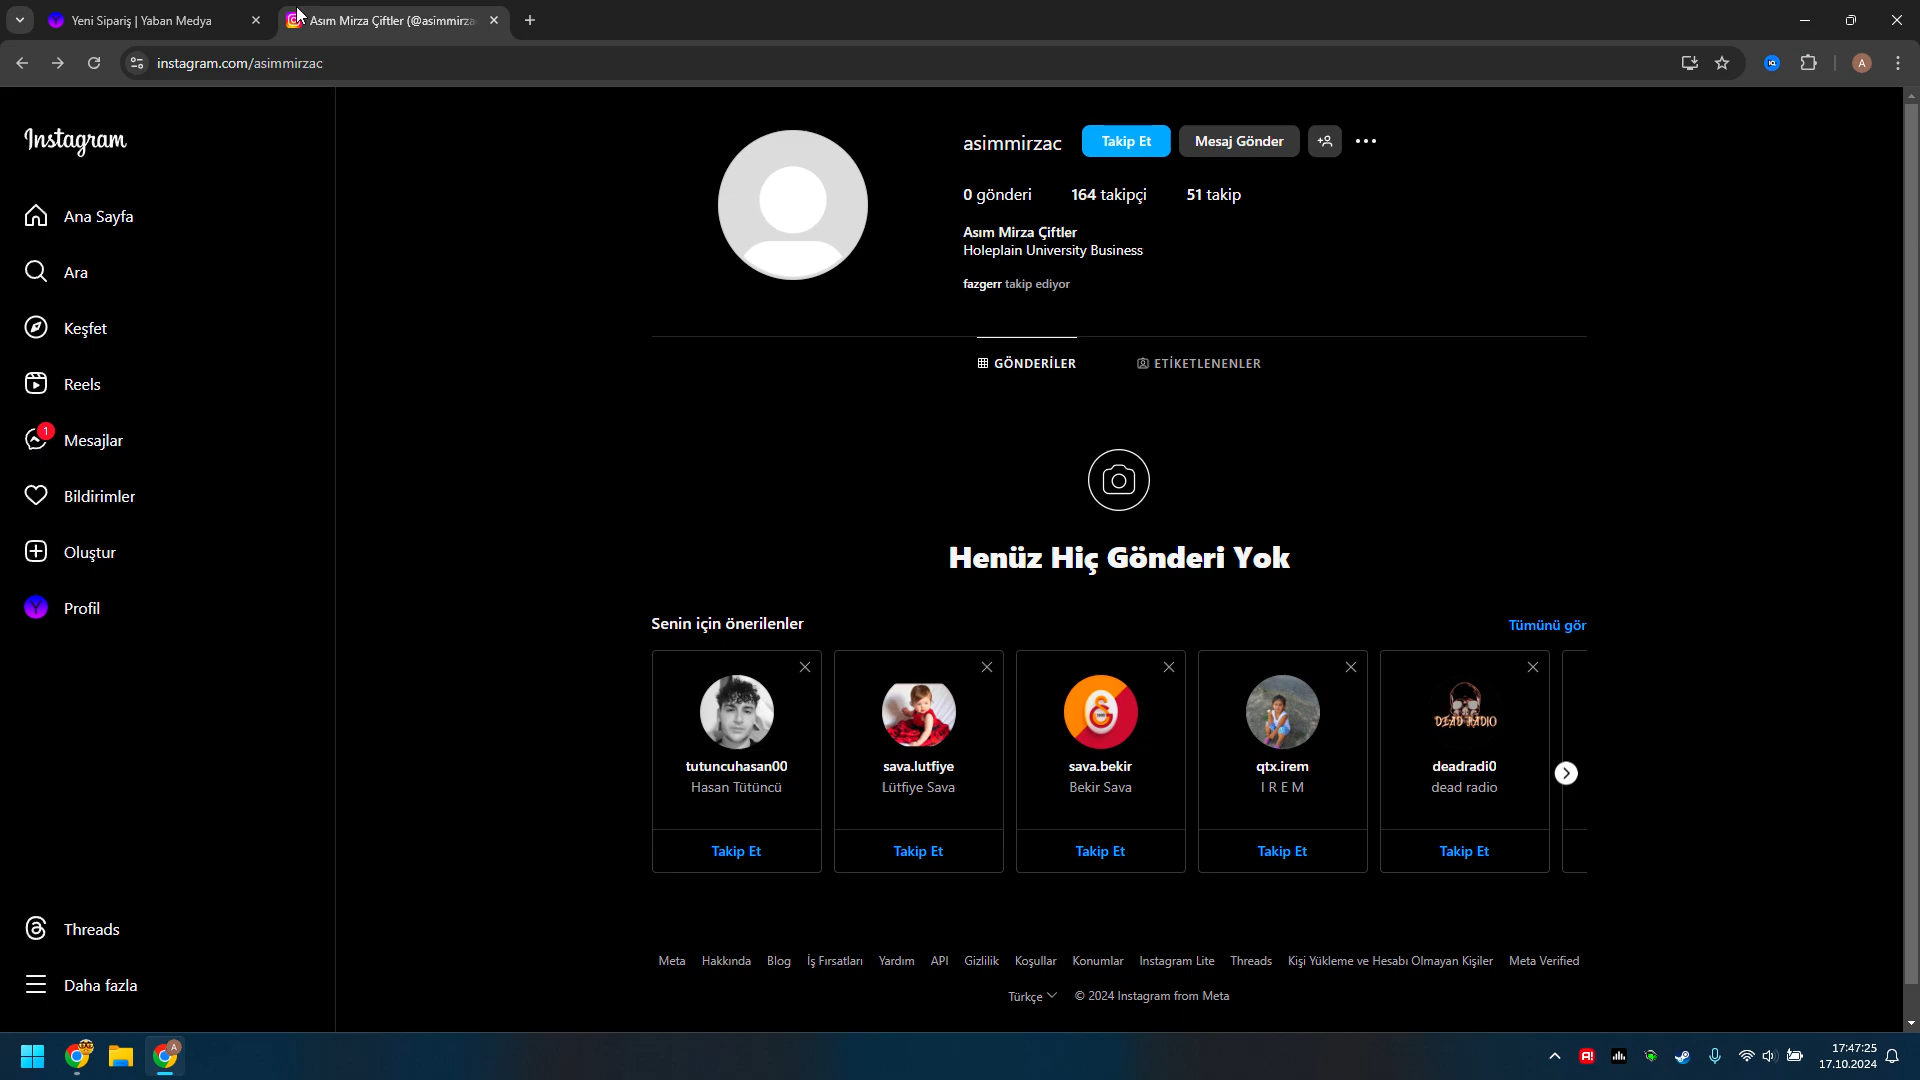 Yeni Sipariş | Yaban Medya
Asım Mirza Çiftler (@asimmirza
instagram.com/asimmirzac
A
Instagram
Ana Sayfa
Ara
Keşfet
Reels
1
Mesajlar
Bildirimler
Oluştur
Y
Profil
Threads
Daha fazla
asimmirzac
Takip Et
Mesaj Gönder
0 gönderi
164 takipçi
51 takip
Asım Mirza Çiftler
Holeplain University Business
fazgerr takip ediyor
GÖNDERİLER
ETİKETLENENLER
Henüz Hiç Gönderi Yok
Senin için önerilenler
Tümünü gör
tutuncuhasan00
Hasan Tütüncü
Takip Et
sava.lutfiye
Lütfiye Sava
Takip Et
sava.bekir
Bekir Sava
Takip Et
qtx.irem
I R E M
Takip Et
DEAD RADIO
deadradi0
dead radio
Takip Et
Meta Hakkında Blog İş Fırsatları Yardım API Gizlilik Koşullar Konumlar Instagram Lite Threads Kişi Yükleme ve Hesabı Olmayan Kişiler Meta Verified
Türkçe © 2024 Instagram from Meta
A
17:47:25
17.10.2024